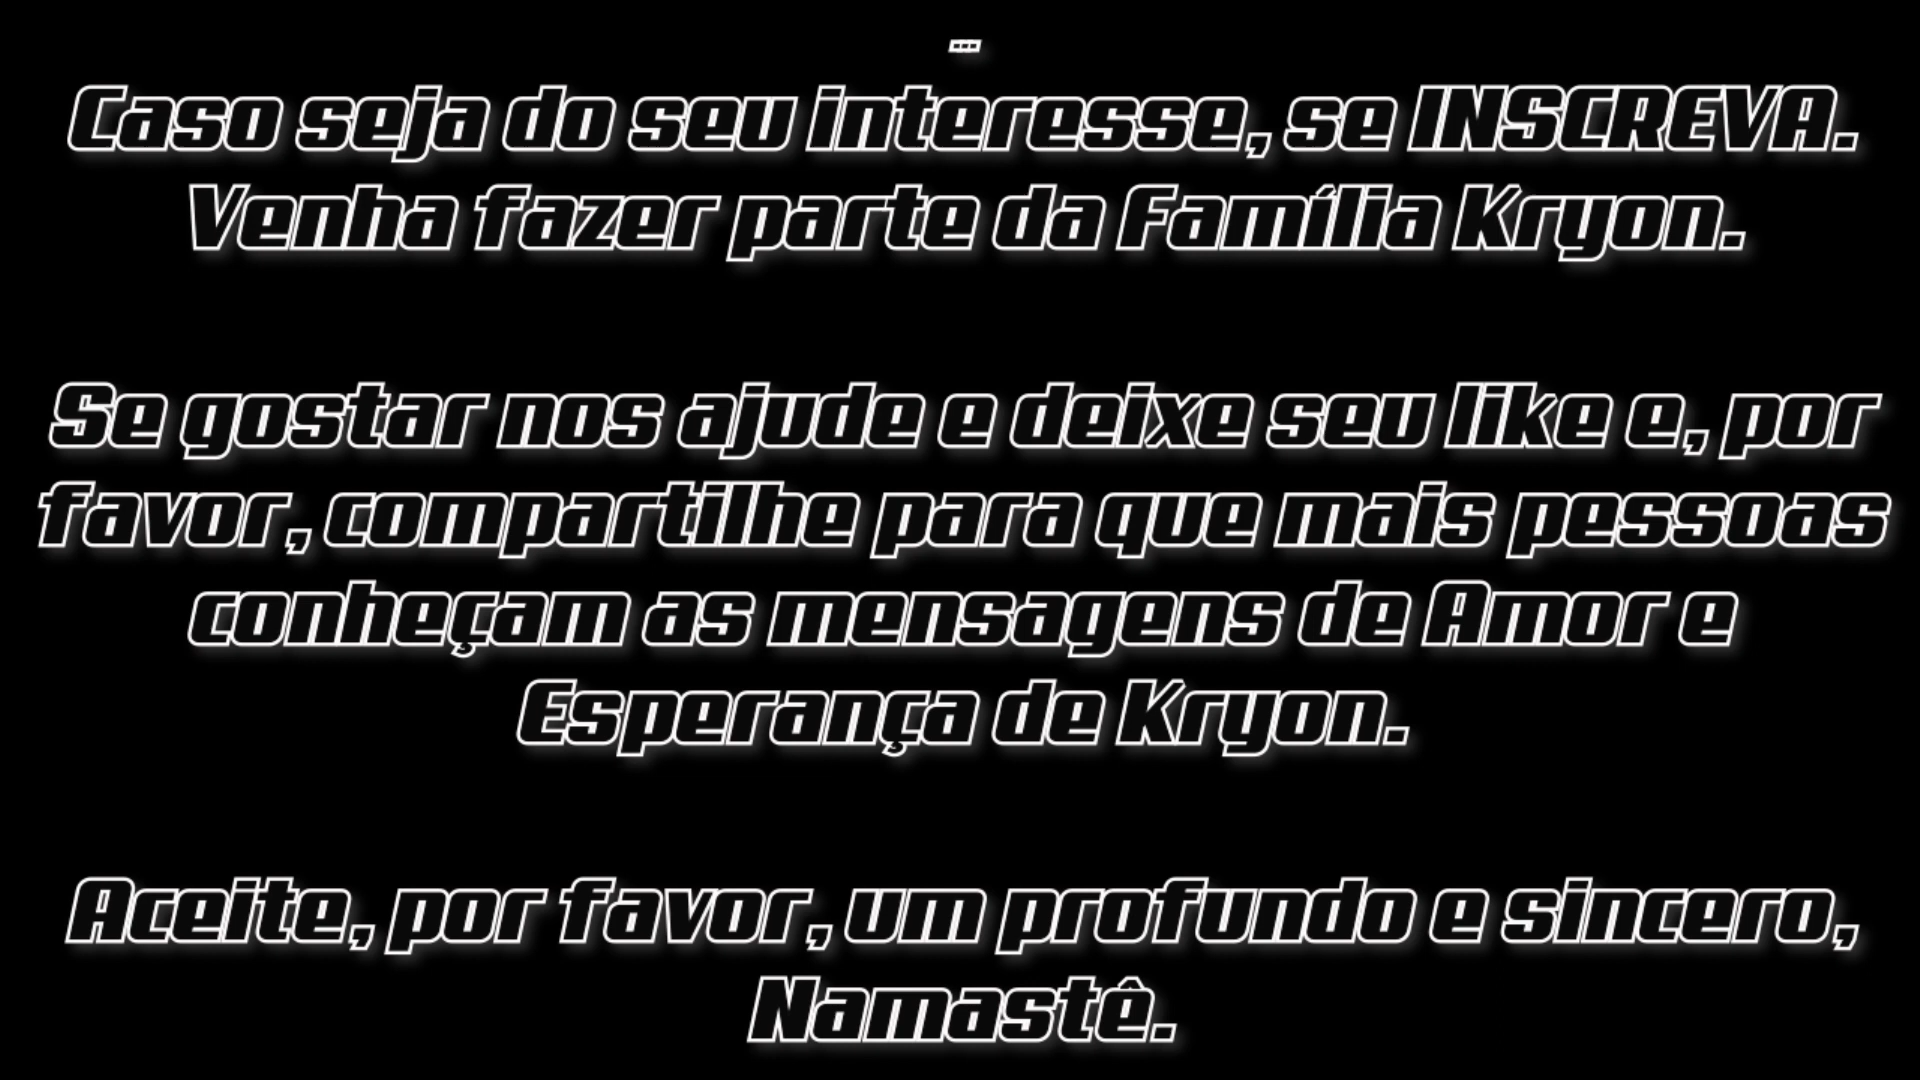 ...
Caso seja do seu interesse, se INSCREVA.
Venha fazer parte da Família Kryon.
Se gostar nos ajude e deixe seu like e, por
favor, compartilhe para que mais pessoas
conheçam as mensagens de Amor e
Esperança de Kryon.
Aceite, por favor, um profundo e sincero,
Namastê.